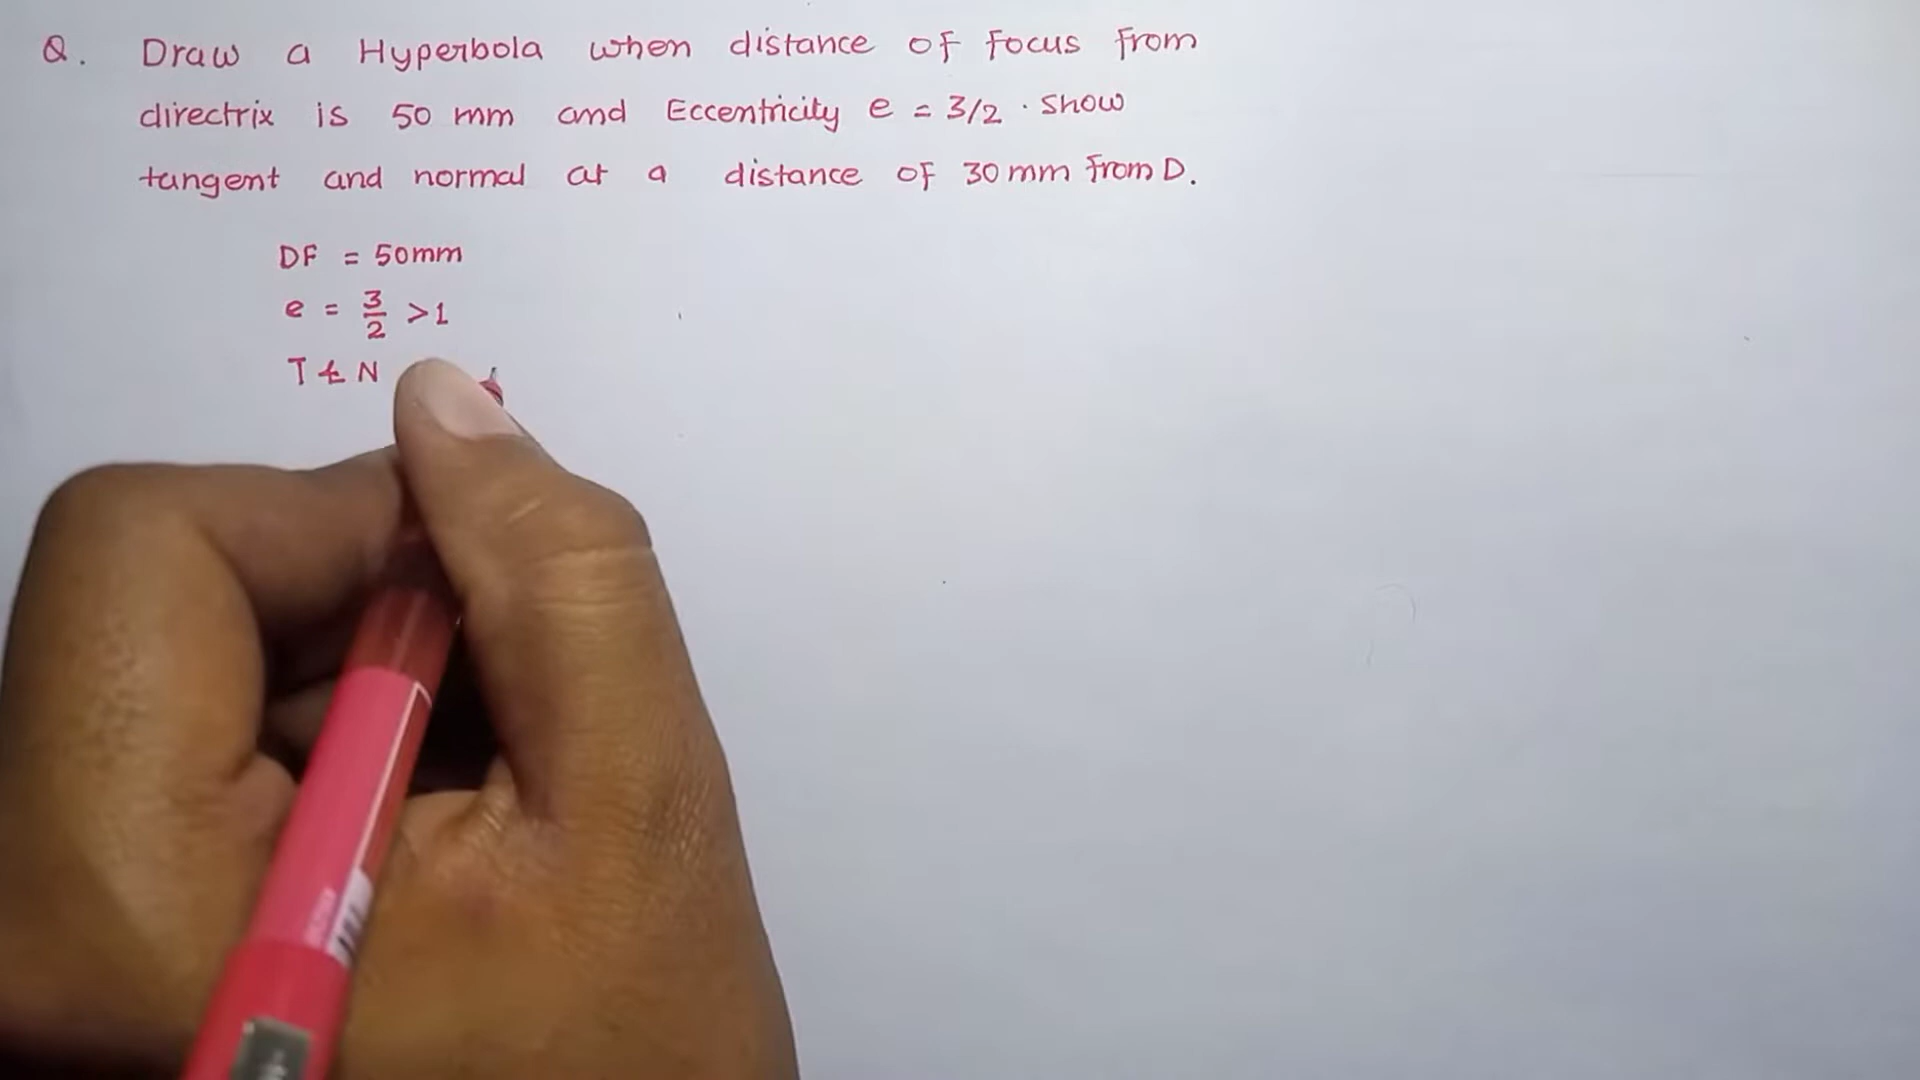 Q. Draw a Hyperbola when distance of focus from
directrix is 50 mm and Eccentricity e = 3/2 . Show
tangent and normal at a distance of 30 mm from D.
DF = 50mm
e = 3/2 >1
T & N